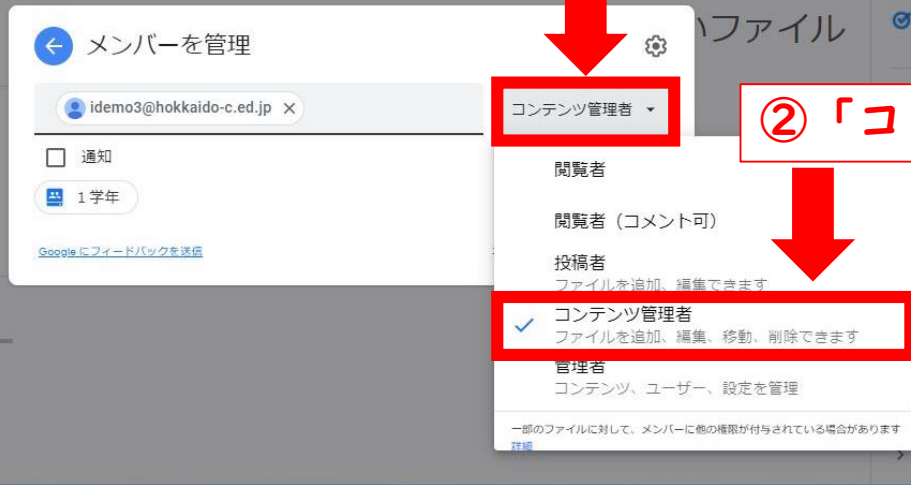 いファイル
メンバーを管理
idemo3@hokkaido-c.ed.jp ×
コンテンツ管理者
②「コ
通知
閲覧者
1学年
閲覧者（コメント可）
Google にフィードバックを送信
投稿者
ファイルを追加、編集できます
コンテンツ管理者
ファイルを追加、編集、移動、削除できます
管理者
コンテンツ、ユーザー、設定を管理
一部のファイルに対して、メンバーに他の権限が付与されている場合があります
詳細